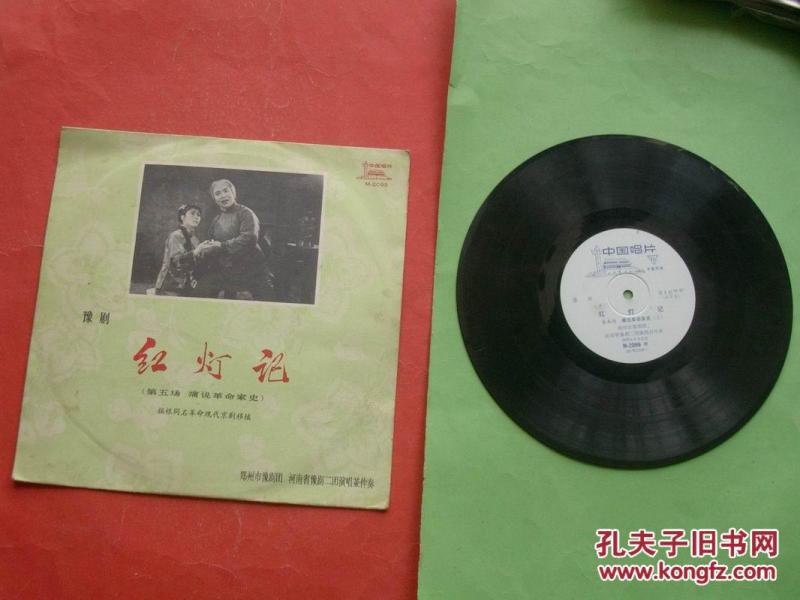 中国唱片
M-2099
豫剧
红灯记
(第五场 痛说革命家史)
根据同名革命现代京剧移植
郑州市豫剧团 河南省豫剧二团演唱兼伴奏
中国唱片
红灯记
M-2099
孔夫子旧书网
www.kongfz.com